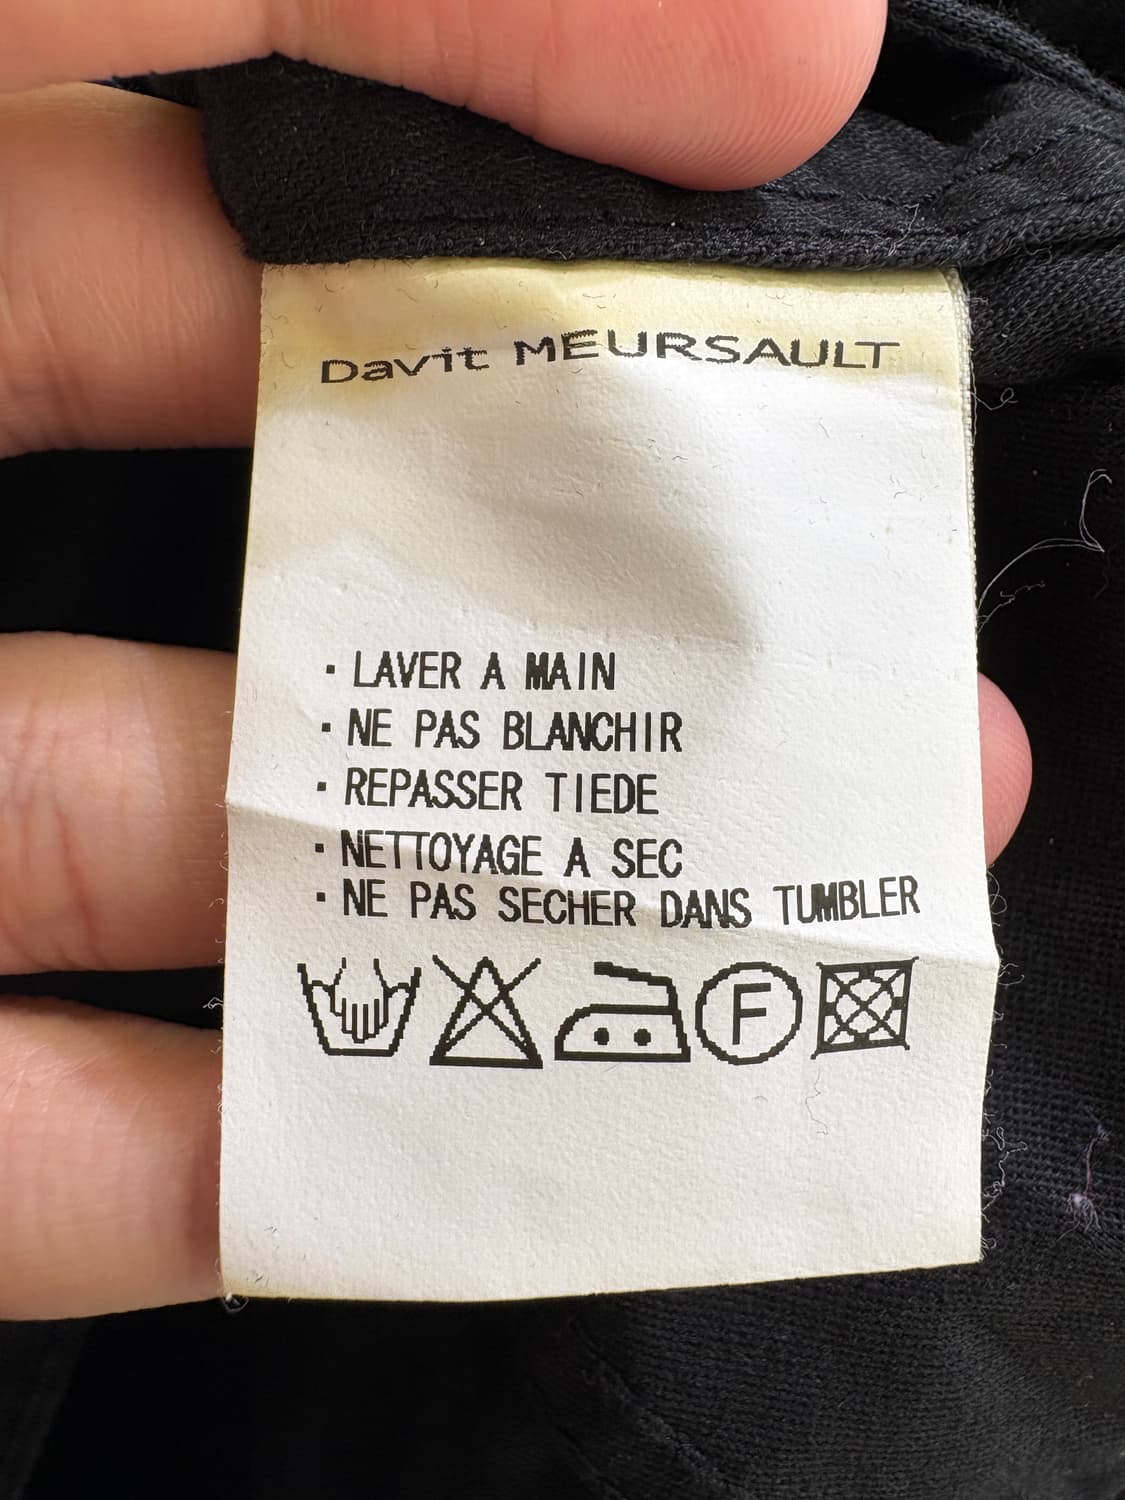 Davit MEURSAULT
· LAVER A MAIN
· NE PAS BLANCHIR
· REPASSER TIEDE
· NETTOYAGE A SEC
· NE PAS SECHER DANS TUMBLER
F